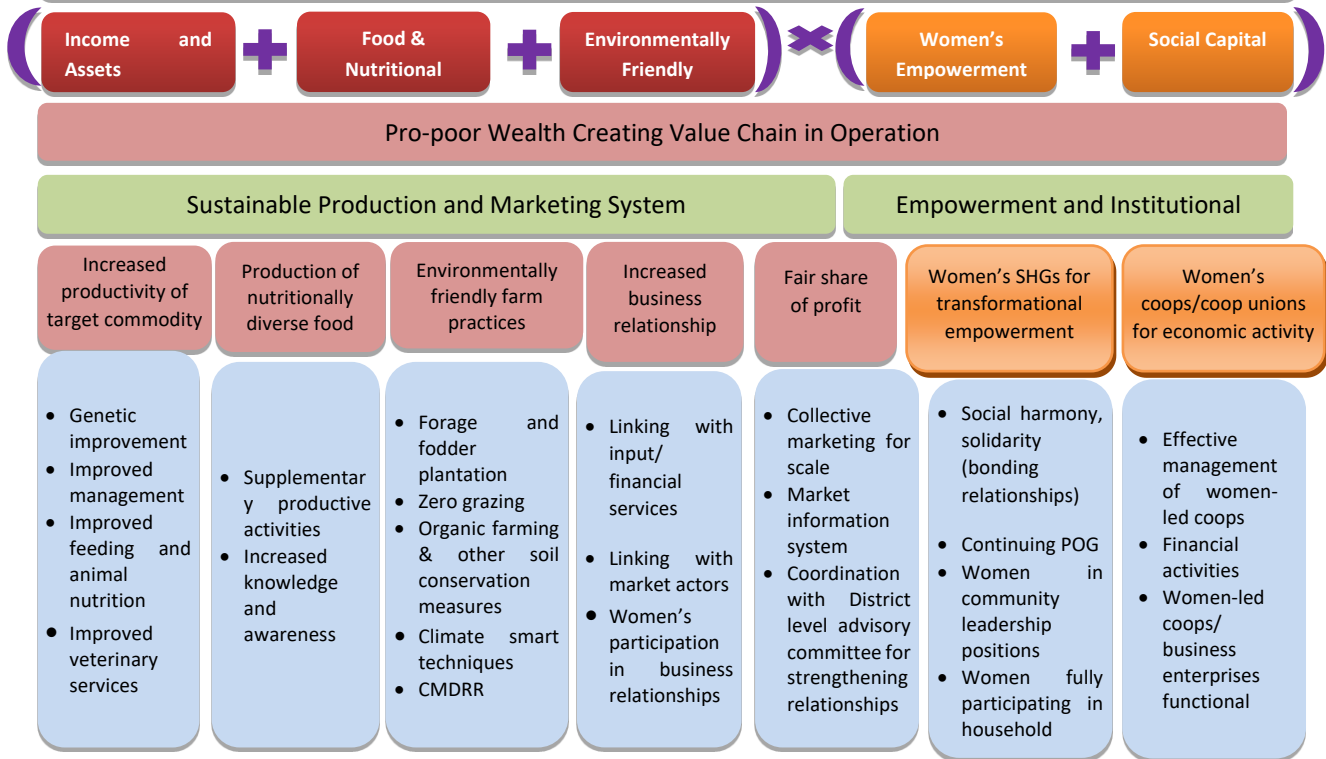 Income and
Assets
Food &
Nutritional
Environmentally
Friendly
Women's
Empowerment
Social Capital
Pro-poor Wealth Creating Value Chain in Operation
Sustainable Production and Marketing System
Empowerment and Institutional
Increased
productivity of
target commodity
Production of
nutritionally
diverse food
Environmentally
friendly farm
practices
Increased
business
relationship
Fair share
of profit
Women's SHGs for
transformational
empowerment
Women's
coops/coop unions
for economic activity
• Genetic
improvement
• Improved
management
• Improved
feeding and
animal
nutrition
• Improved
veterinary
services
• Supplementar
y productive
activities
• Increased
knowledge
and
awareness
• Forage and
fodder
plantation
• Zero grazing
• Organic farming
& other soil
conservation
measures
• Climate smart
techniques
• CMDRR
• Linking with
input/
financial
services
• Linking with
market actors
• Women's
participation
in business
relationships
• Collective
marketing for
scale
• Market
information
system
• Coordination
with District
level advisory
committee for
strengthening
relationships
• Social harmony,
solidarity
(bonding
relationships)
• Continuing POG
• Women in
community
leadership
positions
• Women fully
participating in
household
• Effective
management
of women-
led coops
• Financial
activities
• Women-led
coops/
business
enterprises
functional